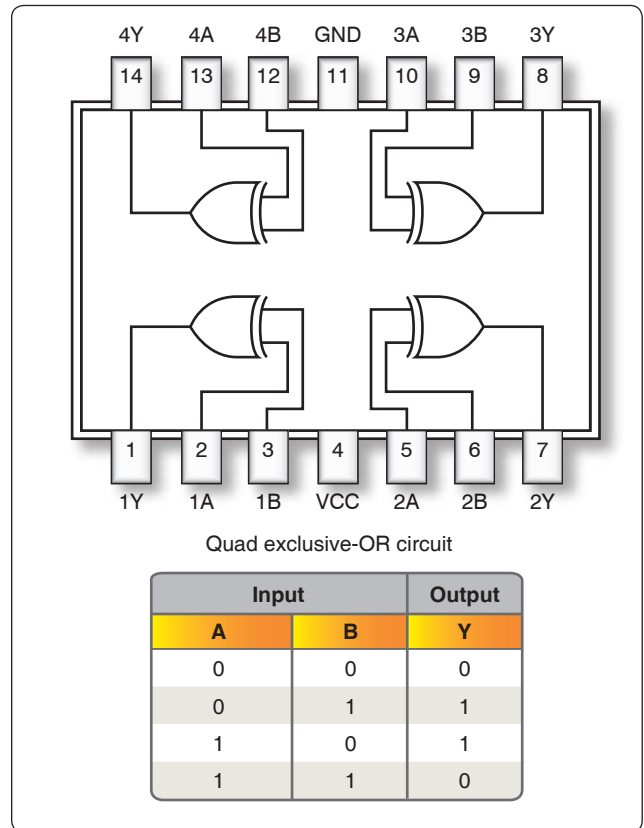 4Y 4A 4B GND 3A 3B 3Y
14 13 12 11 10 9 8
1 2 3 4 5 6 7
1Y 1A 1B VCC 2A 2B 2Y
Quad exclusive-OR circuit
Input Output
A B Y
0 0 0
0 1 1
1 0 1
1 1 0